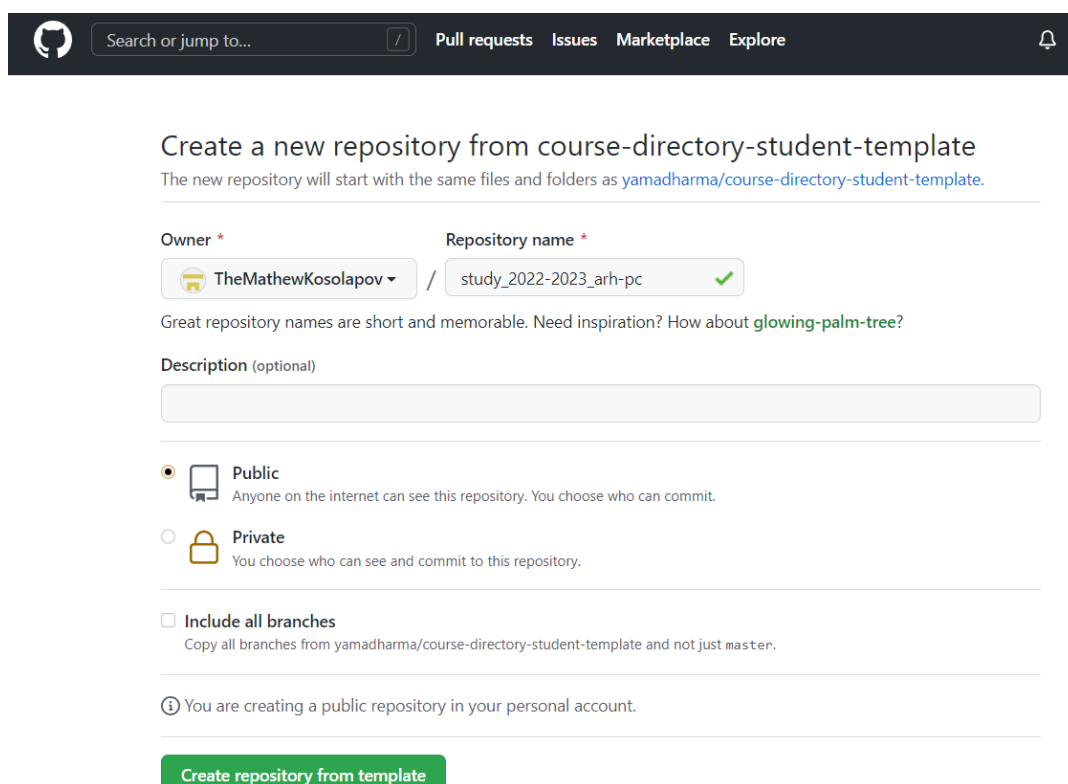 Search or jump to... / Pull requests Issues Marketplace Explore
Create a new repository from course-directory-student-template
The new repository will start with the same files and folders as yamadharma/course-directory-student-template.
Owner * Repository name *
TheMathewKosolapov / study_2022-2023_arh-pc
Great repository names are short and memorable. Need inspiration? How about glowing-palm-tree?
Description (optional)
Public
Anyone on the internet can see this repository. You choose who can commit.
Private
You choose who can see and commit to this repository.
Include all branches
Copy all branches from yamadharma/course-directory-student-template and not just master.
You are creating a public repository in your personal account.
Create repository from template